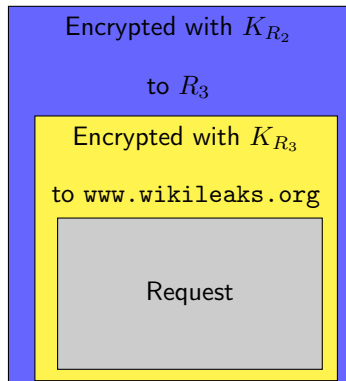 Encrypted with K_{R_2}
to R_3
Encrypted with K_{R_3}
to www.wikileaks.org
Request